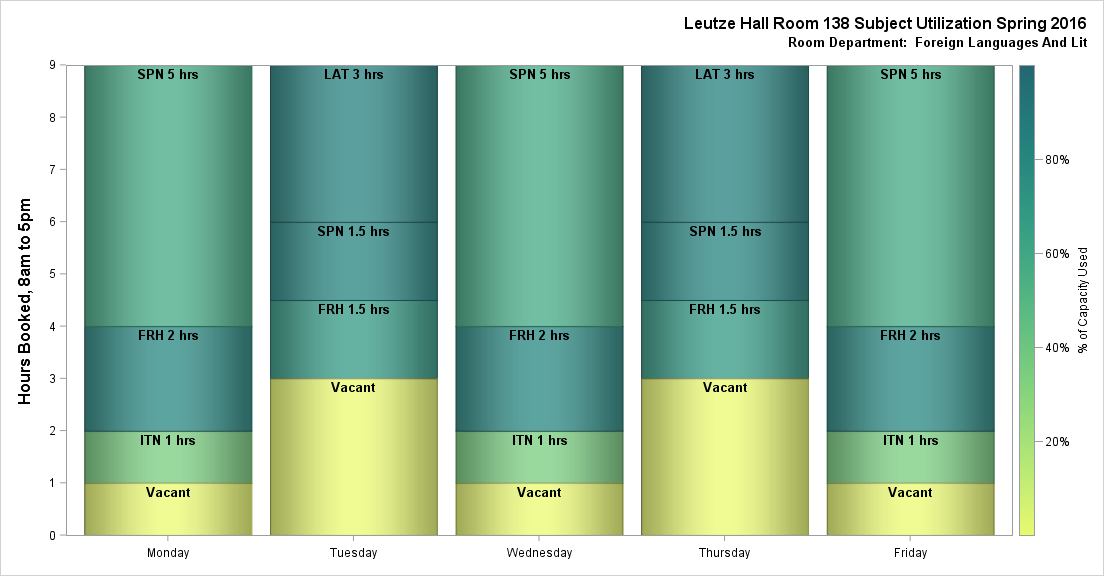 Leutze Hall Room 138 Subject Utilization Spring 2016
Room Department:  Foreign Languages And Lit
Hours Booked, 8am to 5pm
9
8
7
6
5
4
3
2
1
0
SPN 5 hrs
FRH 2 hrs
ITN 1 hrs
Vacant
LAT 3 hrs
SPN 1.5 hrs
FRH 1.5 hrs
Vacant
SPN 5 hrs
FRH 2 hrs
ITN 1 hrs
Vacant
LAT 3 hrs
SPN 1.5 hrs
FRH 1.5 hrs
Vacant
SPN 5 hrs
FRH 2 hrs
ITN 1 hrs
Vacant
Monday
Tuesday
Wednesday
Thursday
Friday
80%
60%
40%
20%
% of Capacity Used